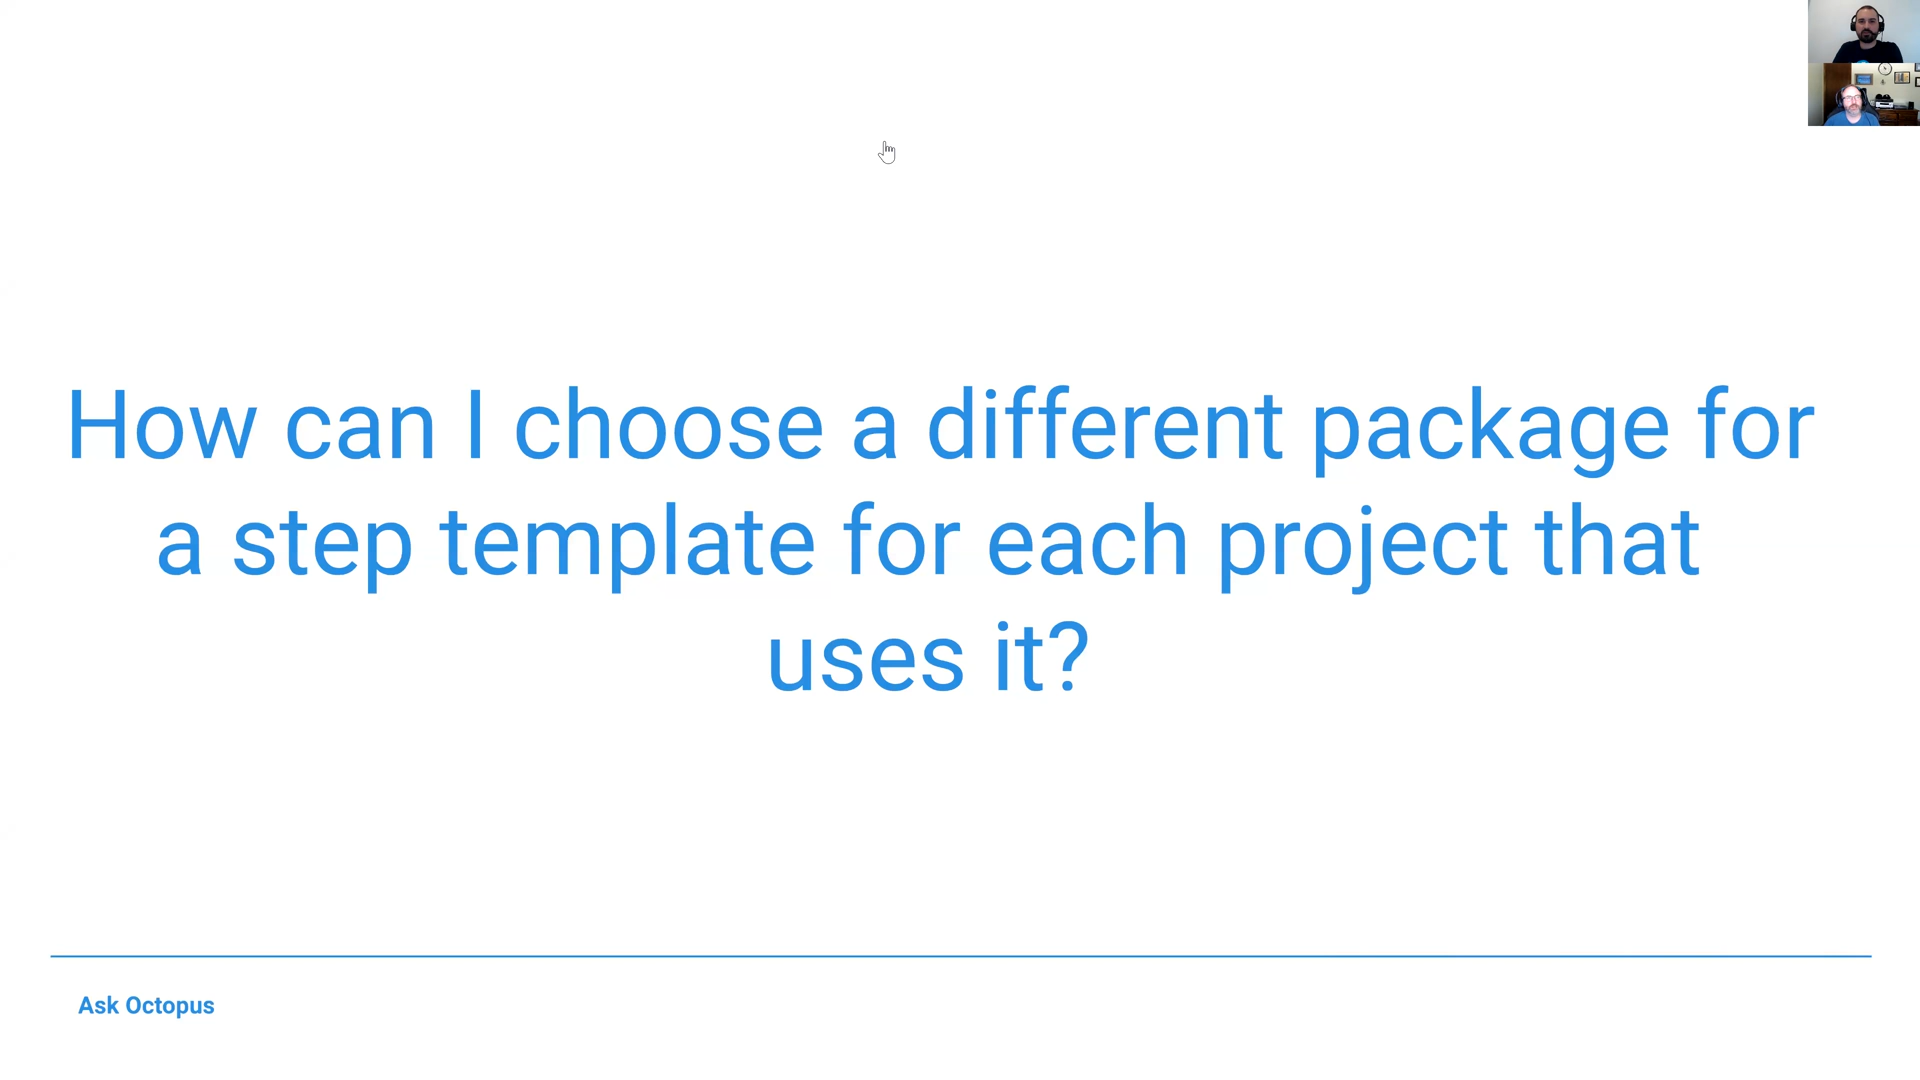 How can I choose a different package for
a step template for each project that
uses it?
Ask Octopus